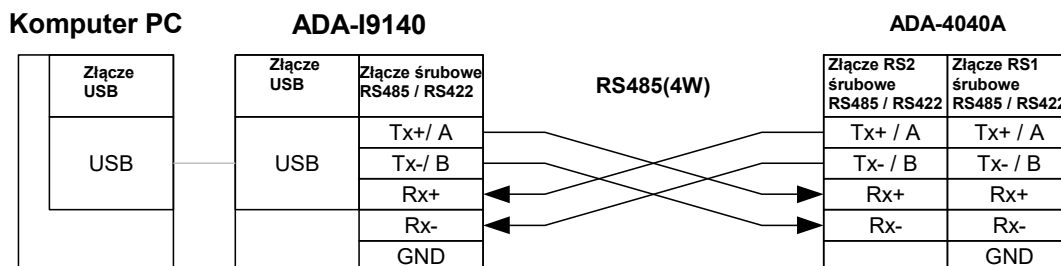 Komputer PC
ADA-I9140
ADA-4040A
Złącze
USB
Złącze
USB
Złącze śrubowe
RS485 / RS422
RS485(4W)
Złącze RS2
śrubowe
RS485 / RS422
Złącze RS1
śrubowe
RS485 / RS422
USB
USB
Tx+/ A
Tx-/ B
Rx+
Rx-
GND
Tx+ / A
Tx- / B
Rx+
Rx-
Tx+ / A
Tx- / B
Rx+
Rx-
GND